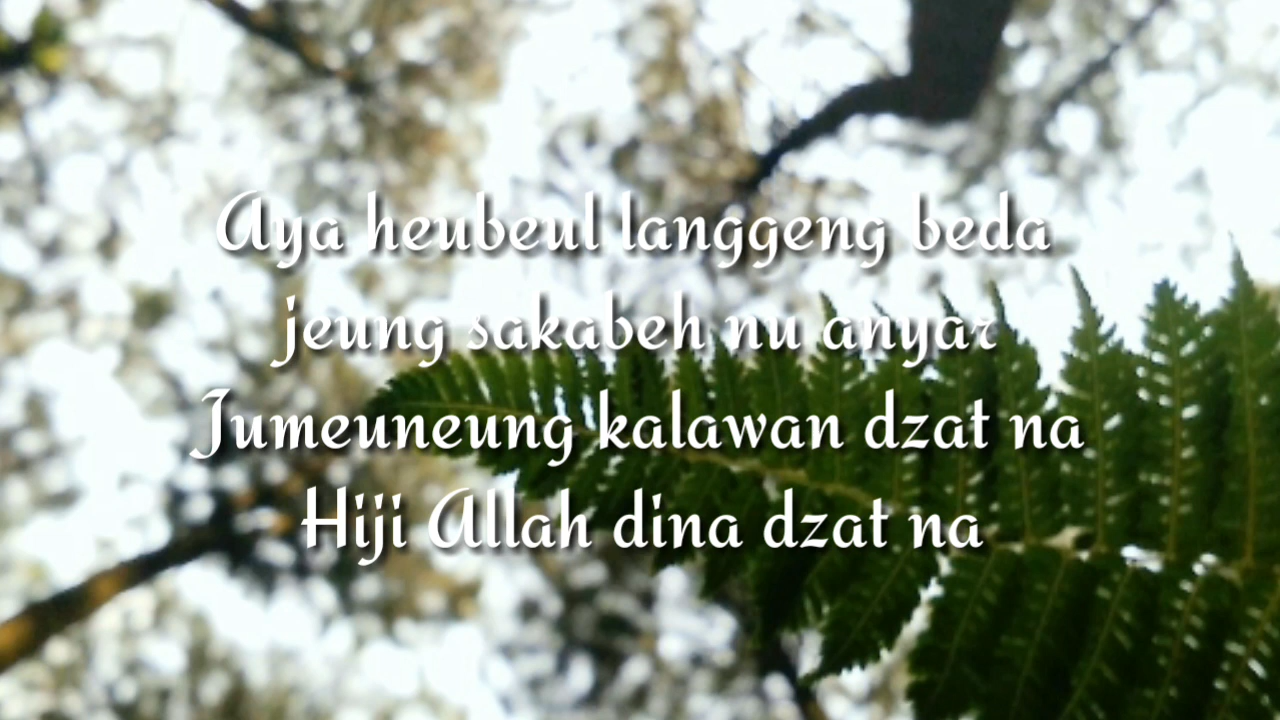 Aya heubeul langgeng beda
jeung sakabeh nu anyar
Jumeuneung kalawan dzat na
Hiji Allah dina dzat na